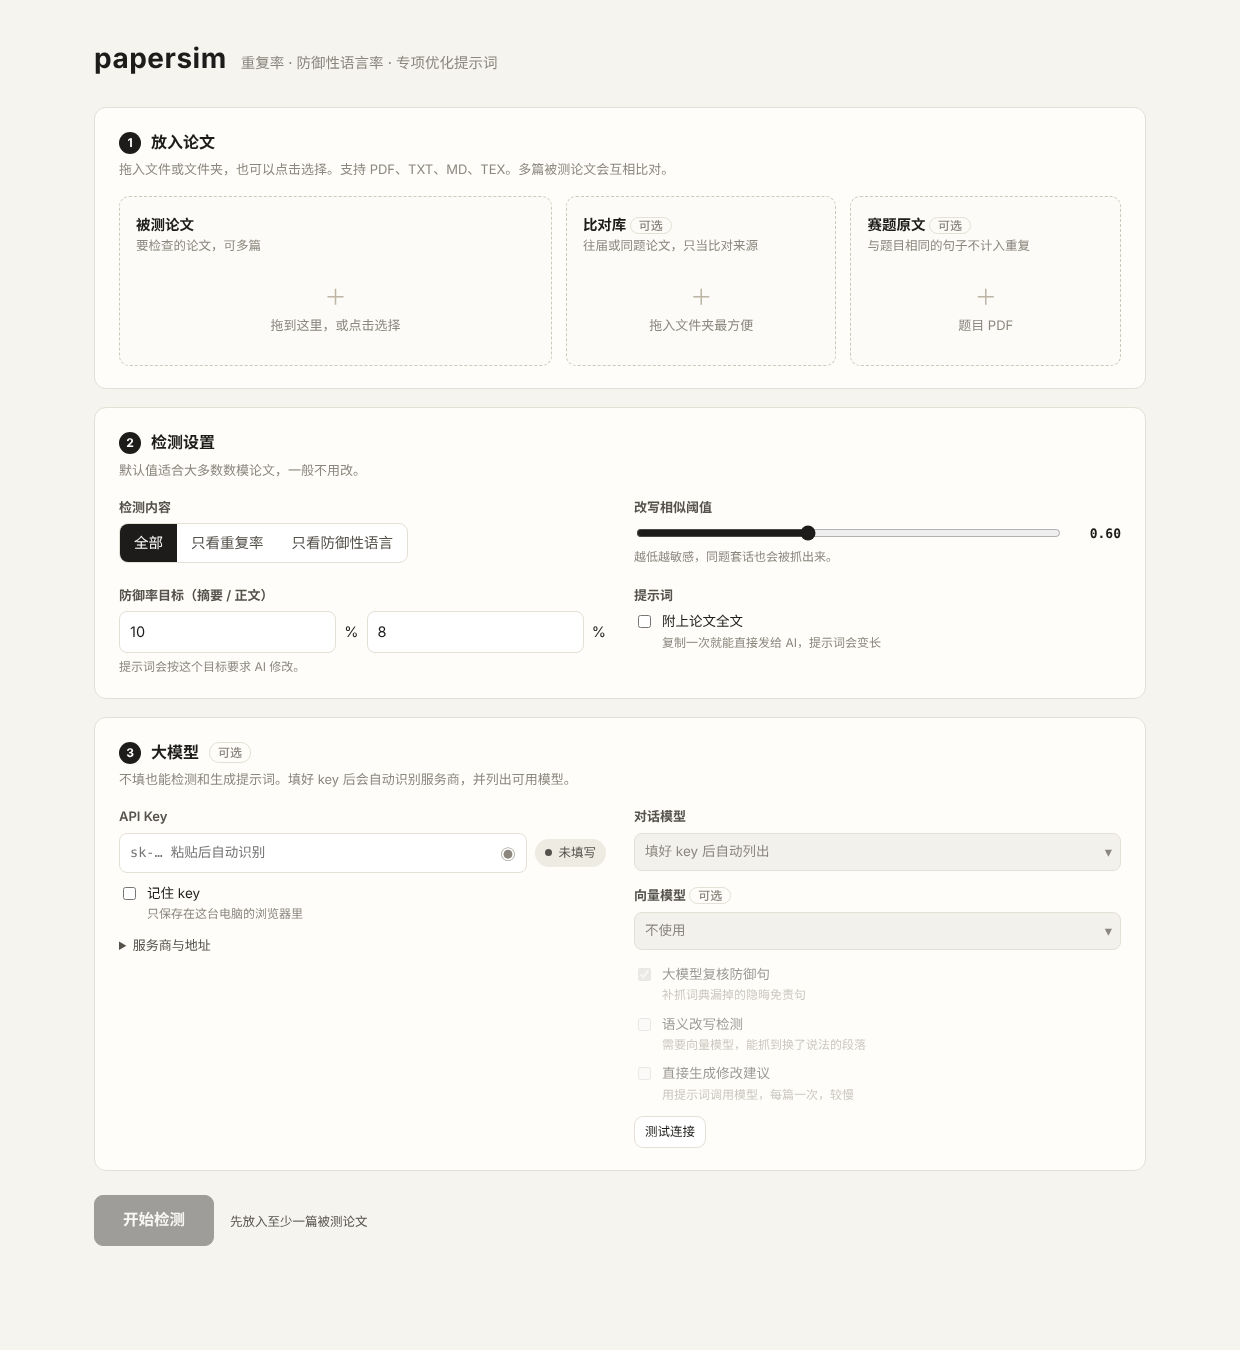 papersim 重复率 · 防御性语言率 · 专项优化提示词
1 放入论文
拖入文件或文件夹，也可以点击选择。支持 PDF、TXT、MD、TEX。多篇被测论文会互相比对。
被测论文
要检查的论文，可多篇
拖到这里，或点击选择
比对库 可选
往届或同题论文，只当比对来源
拖入文件夹最方便
赛题原文 可选
与题目相同的句子不计入重复
题目 PDF
2 检测设置
默认值适合大多数数模论文，一般不用改。
检测内容
全部 只看重复率 只看防御性语言
改写相似阈值
0.60
越低越敏感，同题套话也会被抓出来。
防御率目标（摘要 / 正文）
10 % 8 %
提示词会按这个目标要求 AI 修改。
提示词
附上论文全文
复制一次就能直接发给 AI，提示词会变长
3 大模型 可选
不填也能检测和生成提示词。填好 key 后会自动识别服务商，并列出可用模型。
API Key
sk-… 粘贴后自动识别 未填写
记住 key
只保存在这台电脑的浏览器里
服务商与地址
对话模型
填好 key 后自动列出
向量模型 可选
不使用
大模型复核防御句
补抓词典漏掉的隐晦免责句
语义改写检测
需要向量模型，能抓到换了说法的段落
直接生成修改建议
用提示词调用模型，每篇一次，较慢
测试连接
开始检测 先放入至少一篇被测论文